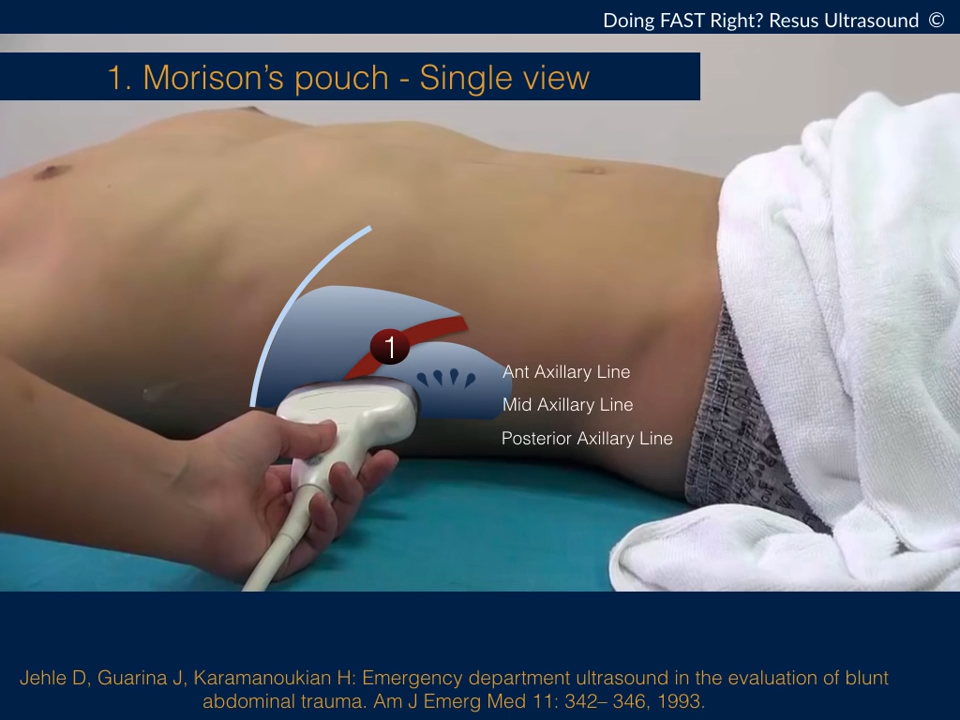 Doing FAST Right? Resus Ultrasound ©
1. Morison's pouch - Single view
1
Ant Axillary Line
Mid Axillary Line
Posterior Axillary Line
Jehle D, Guarina J, Karamanoukian H: Emergency department ultrasound in the evaluation of blunt
abdominal trauma. Am J Emerg Med 11: 342– 346, 1993.